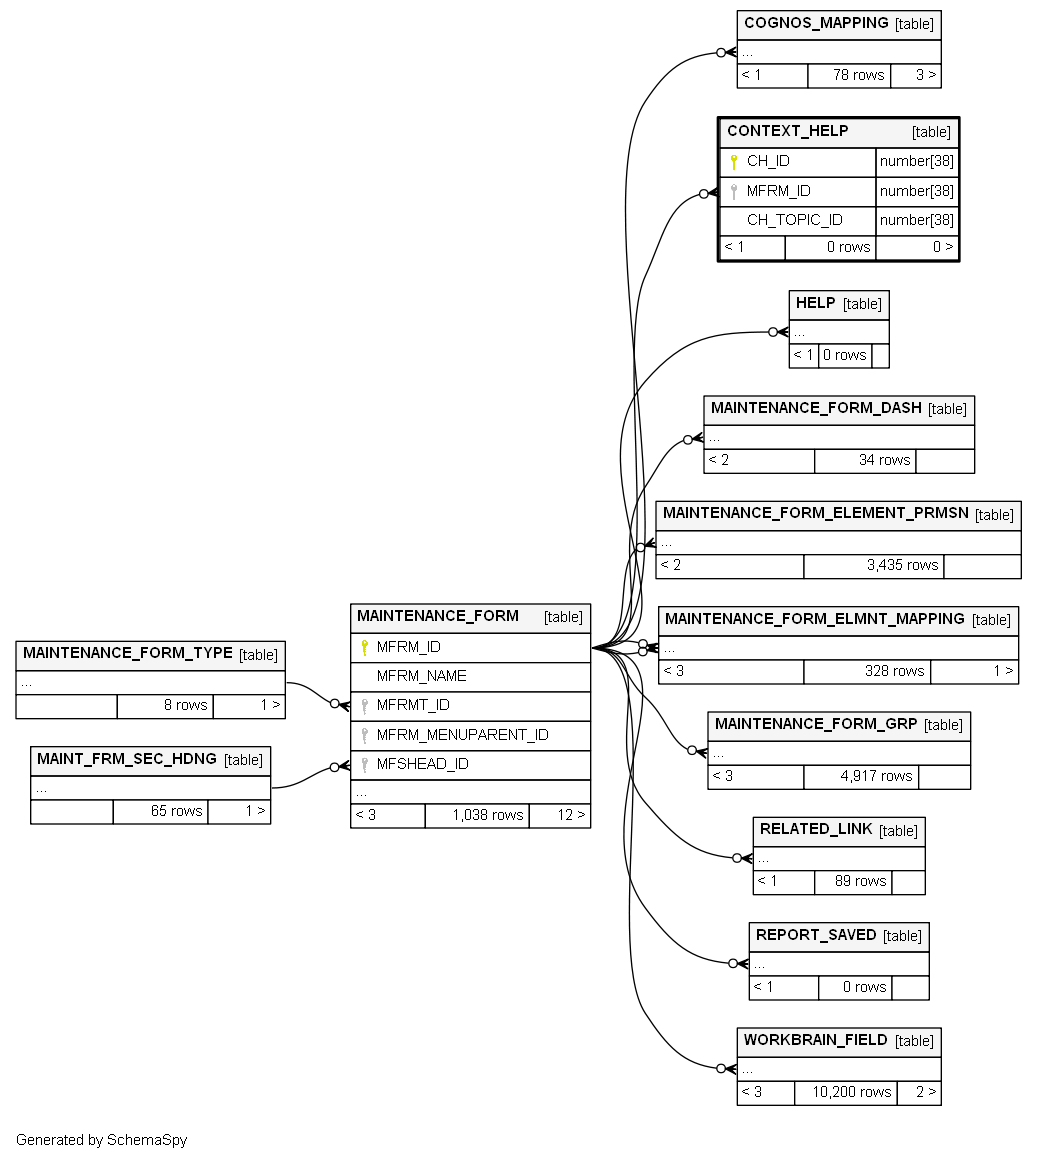 COGNOS_MAPPING [table]
...
< 1 78 rows 3 >
CONTEXT_HELP [table]
CH_ID number[38]
MFRM_ID number[38]
CH_TOPIC_ID number[38]
< 1 0 rows 0 >
HELP [table]
...
< 1 0 rows
MAINTENANCE_FORM_DASH [table]
...
< 2 34 rows
MAINTENANCE_FORM_ELEMENT_PRMSN [table]
...
< 2 3,435 rows
MAINTENANCE_FORM_ELMNT_MAPPING [table]
...
< 3 328 rows 1 >
MAINTENANCE_FORM_TYPE [table]
...
8 rows 1 >
MAINT_FRM_SEC_HDNG [table]
...
65 rows 1 >
MAINTENANCE_FORM [table]
MFRM_ID
MFRM_NAME
MFRMT_ID
MFRM_MENUPARENT_ID
MFSHEAD_ID
...
< 3 1,038 rows 12 >
MAINTENANCE_FORM_GRP [table]
...
< 3 4,917 rows
RELATED_LINK [table]
...
< 1 89 rows
REPORT_SAVED [table]
...
< 1 0 rows
WORKBRAIN_FIELD [table]
...
< 3 10,200 rows 2 >
Generated by SchemaSpy